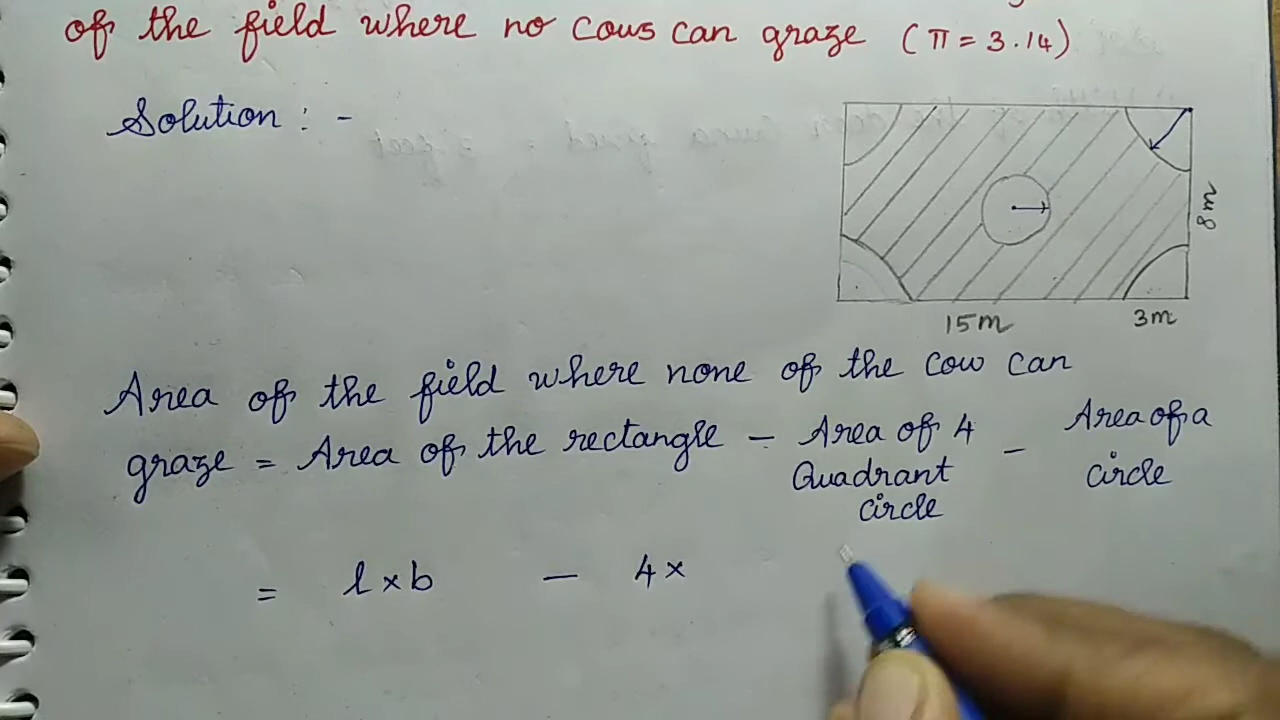 of the field where no cows can graze (π = 3.14)
Solution : -
8m
15m 3m
Area of the field where none of the cow can
graze = Area of the rectangle - Area of 4 Quadrant circle - Area of a circle
= l × b - 4 ×